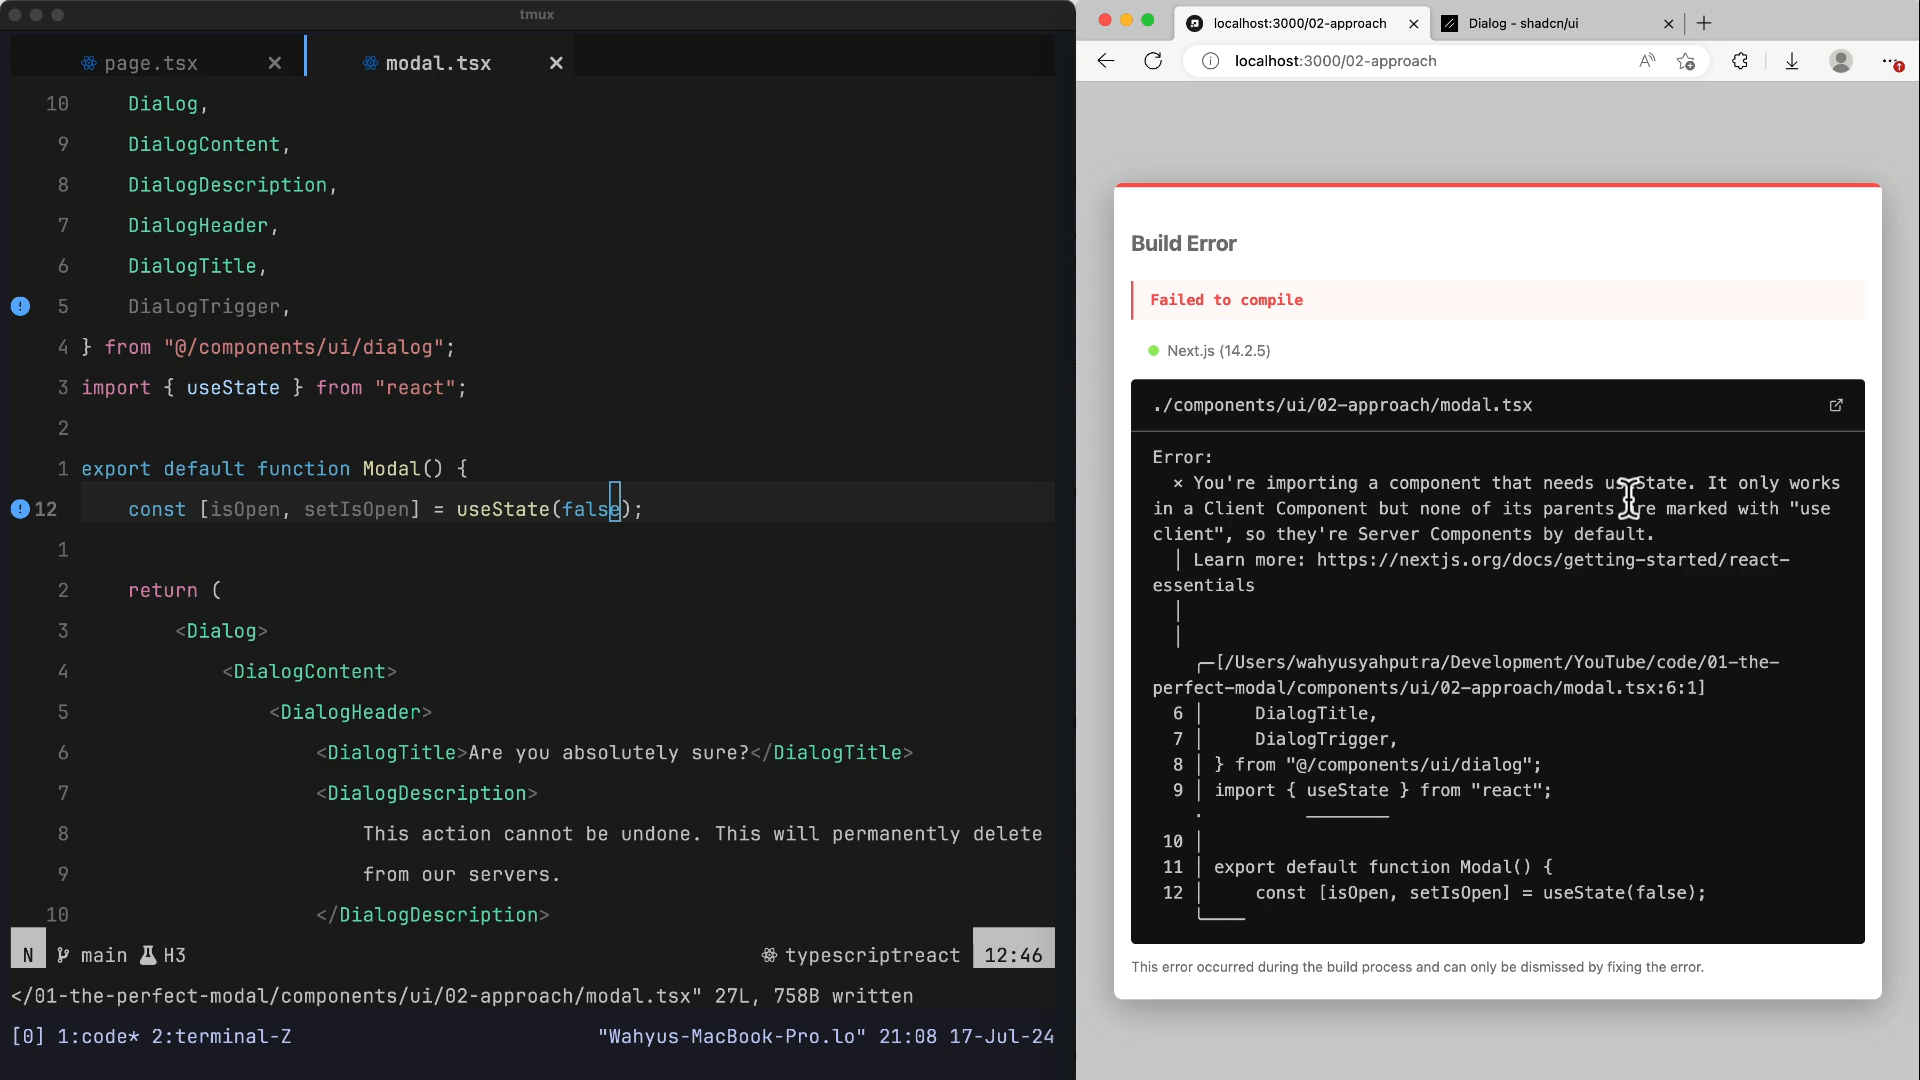 tmux
page.tsx ×
modal.tsx ×
10 Dialog,
9 DialogContent,
8 DialogDescription,
7 DialogHeader,
6 DialogTitle,
5 DialogTrigger,
4 } from "@/components/ui/dialog";
3 import { useState } from "react";
2
1 export default function Modal() {
12 const [isOpen, setIsOpen] = useState(false);
1
2 return (
3 <Dialog>
4 <DialogContent>
5 <DialogHeader>
6 <DialogTitle>Are you absolutely sure?</DialogTitle>
7 <DialogDescription>
8 This action cannot be undone. This will permanently delete
9 from our servers.
10 </DialogDescription>
N main H3 typescriptreact 12:46
</01-the-perfect-modal/components/ui/02-approach/modal.tsx" 27L, 758B written
[0] 1:code* 2:terminal-Z "Wahyus-MacBook-Pro.lo" 21:08 17-Jul-24
localhost:3000/02-approach
Dialog - shadcn/ui
localhost:3000/02-approach
Build Error
Failed to compile
Next.js (14.2.5)
./components/ui/02-approach/modal.tsx
Error:
× You're importing a component that needs useState. It only works
in a Client Component but none of its parents are marked with "use
client", so they're Server Components by default.
| Learn more: https://nextjs.org/docs/getting-started/react-
essentials
|
|
╭─[/Users/wahyusyahputra/Development/YouTube/code/01-the-
perfect-modal/components/ui/02-approach/modal.tsx:6:1]
6 | DialogTitle,
7 | DialogTrigger,
8 | } from "@/components/ui/dialog";
9 | import { useState } from "react";
· ────────
10 |
11 | export default function Modal() {
12 | const [isOpen, setIsOpen] = useState(false);
╰────
This error occurred during the build process and can only be dismissed by fixing the error.